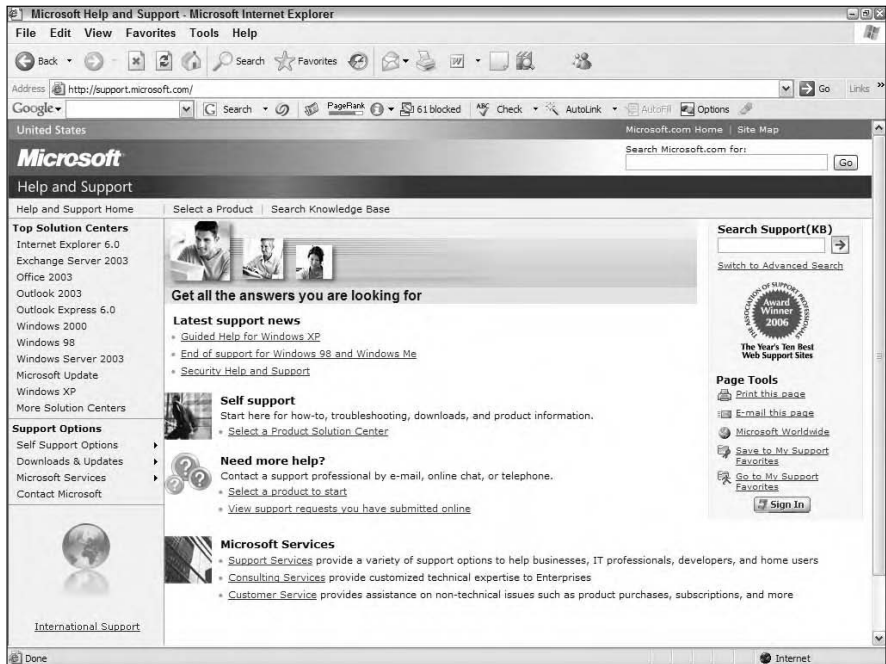 Microsoft Help and Support - Microsoft Internet Explorer
File Edit View Favorites Tools Help
Back Search Favorites
Address http://support.microsoft.com/ Go Links »
Google Search PageRank 61 blocked ABC Check AutoLink AutoFill Options
United States Microsoft.com Home | Site Map
Microsoft Search Microsoft.com for: Go
Help and Support
Help and Support Home | Select a Product | Search Knowledge Base
Top Solution Centers
Internet Explorer 6.0
Exchange Server 2003
Office 2003
Outlook 2003
Outlook Express 6.0
Windows 2000
Windows 98
Windows Server 2003
Microsoft Update
Windows XP
More Solution Centers
Support Options
Self Support Options
Downloads & Updates
Microsoft Services
Contact Microsoft
International Support
Get all the answers you are looking for
Latest support news
Guided Help for Windows XP
End of support for Windows 98 and Windows Me
Security Help and Support
Self support
Start here for how-to, troubleshooting, downloads, and product information.
Select a Product Solution Center
Need more help?
Contact a support professional by e-mail, online chat, or telephone.
Select a product to start
View support requests you have submitted online
Microsoft Services
Support Services provide a variety of support options to help businesses, IT professionals, developers, and home users
Consulting Services provide customized technical expertise to Enterprises
Customer Service provides assistance on non-technical issues such as product purchases, subscriptions, and more
Search Support(KB)
Switch to Advanced Search
ASSOCIATION OF SUPPORT PROFESSIONALS
Award
Winner
2006
The Year's Ten Best
Web Support Sites
Page Tools
Print this page
E-mail this page
Microsoft Worldwide
Save to My Support
Favorites
Go to My Support
Favorites
Sign In
Done Internet